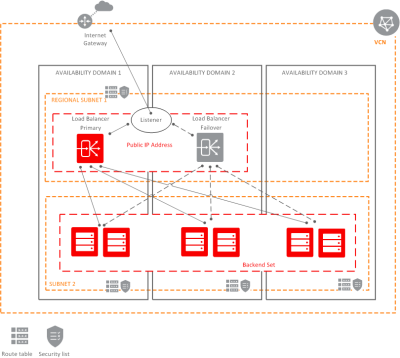 Internet
Gateway
VCN
AVAILABILITY DOMAIN 1
AVAILABILITY DOMAIN 2
AVAILABILITY DOMAIN 3
REGIONAL SUBNET 1
Load Balancer
Primary
Listener
Load Balancer
Failover
Public IP Address
Backend Set
SUBNET 2
Route table
Security list